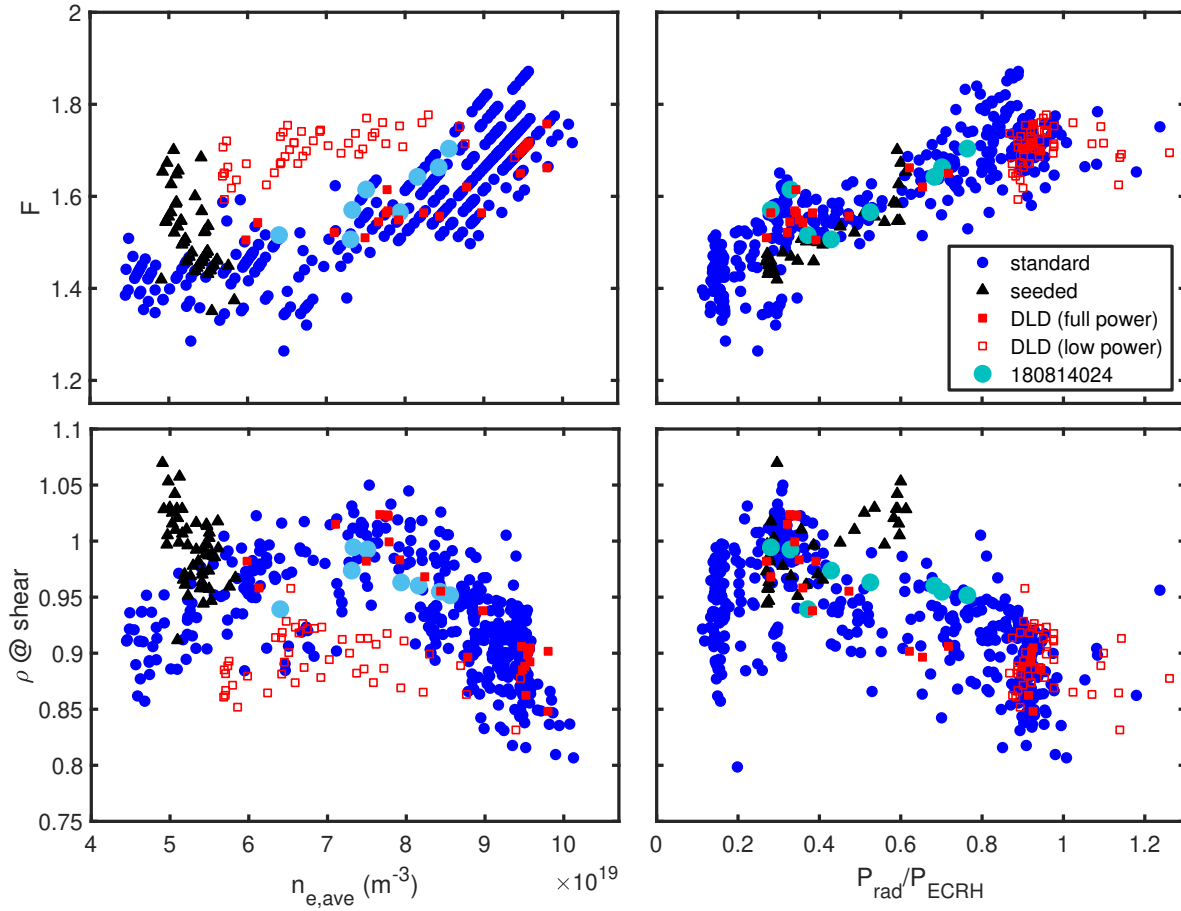 2
1.8
1.6
1.4
1.2
F
standard
seeded
DLD (full power)
DLD (low power)
180814024
1.1
1.05
1
0.95
0.9
0.85
0.8
0.75
ρ @ shear
4 5 6 7 8 9 10
×10^19
n_e,ave (m^-3)
0 0.2 0.4 0.6 0.8 1 1.2
P_rad/P_ECRH